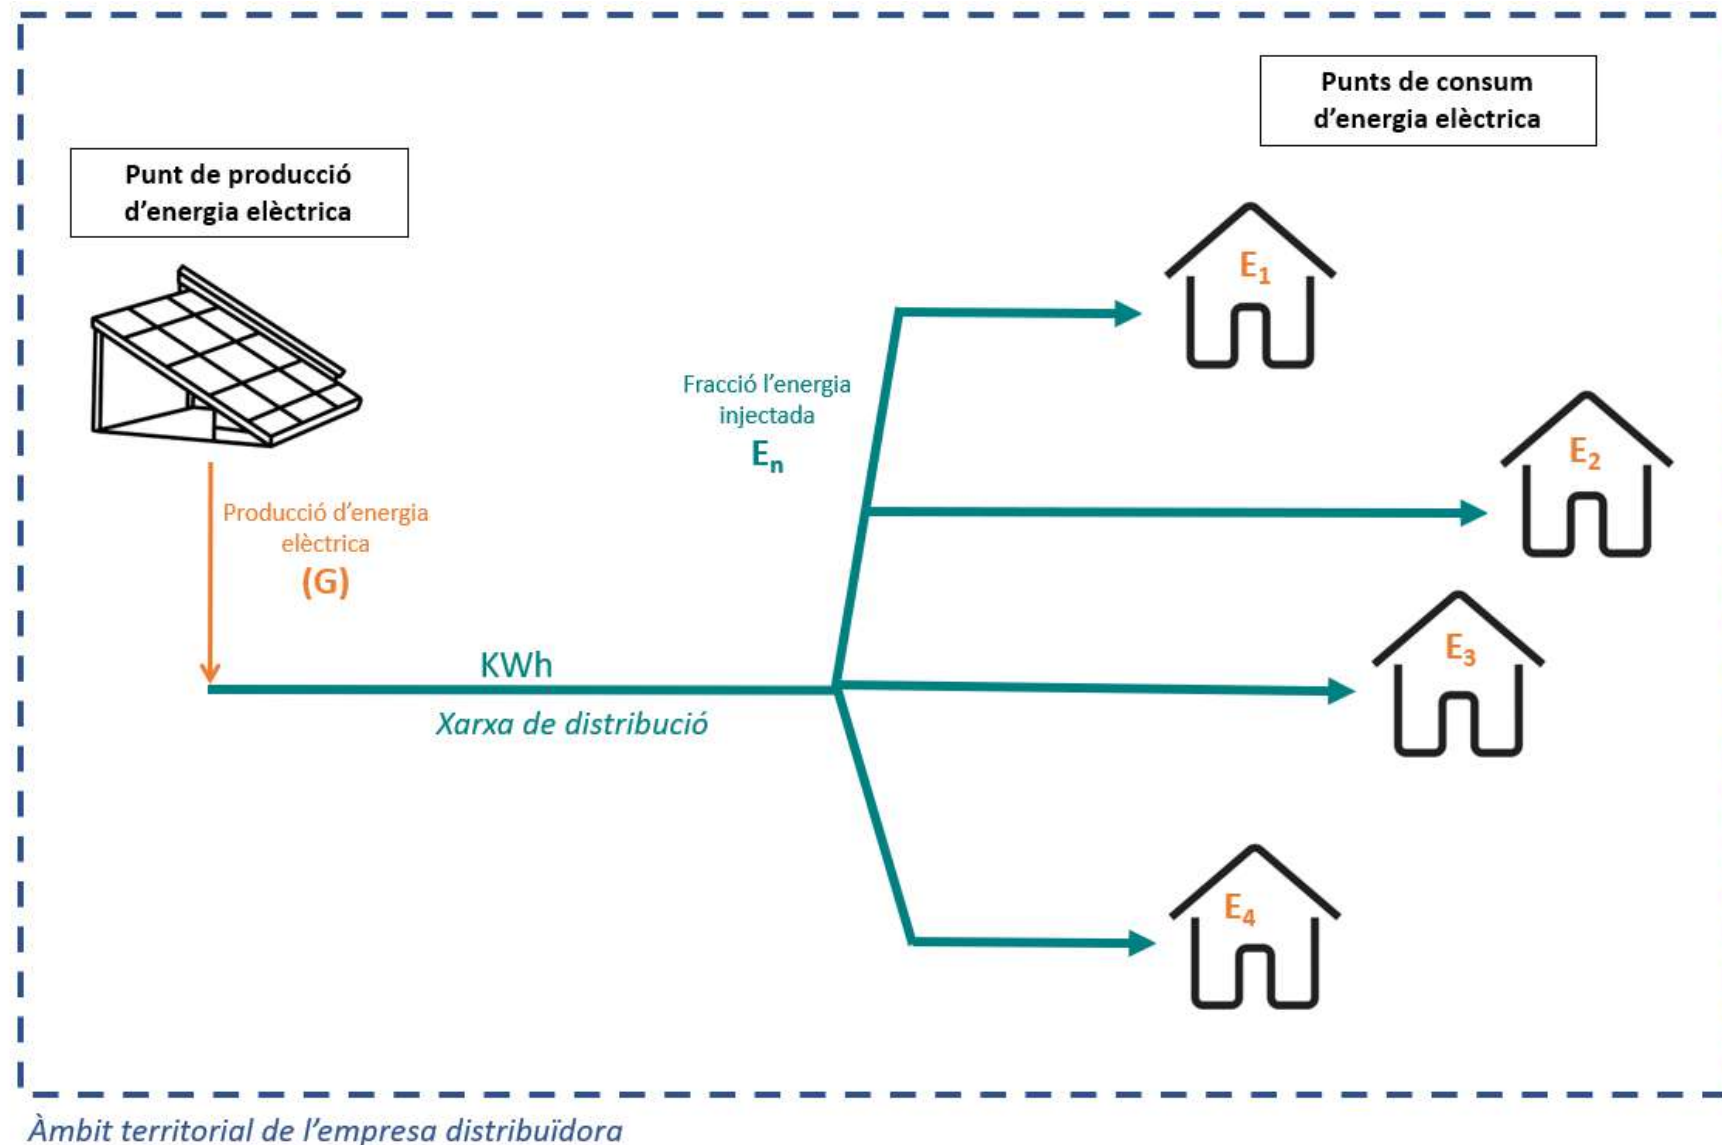 Punts de consum
d’energia elèctrica
Punt de producció
d’energia elèctrica
E₁
Fracció l’energia
injectada
Eₙ
E₂
Producció d’energia
elèctrica
(G)
E₃
KWh
Xarxa de distribució
E₄
Àmbit territorial de l’empresa distribuïdora